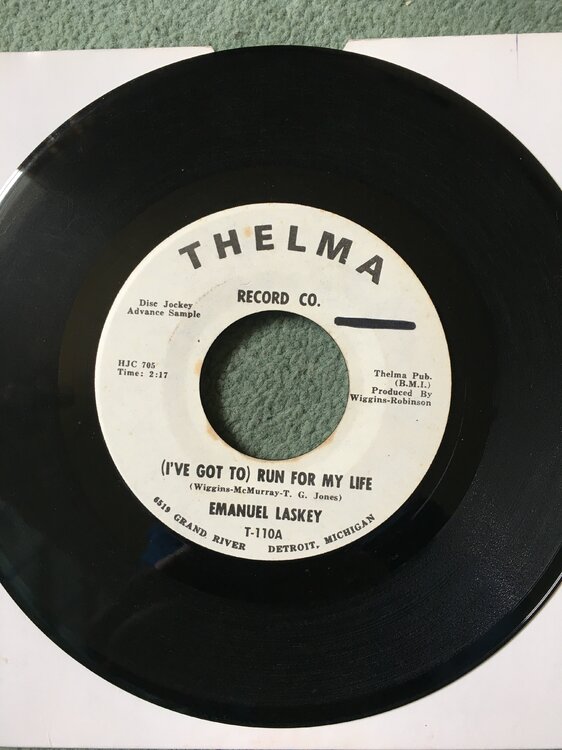 THELMA
RECORD CO.
Disc Jockey
Advance Sample
HJC 705
Time: 2:17
Thelma Pub.
(B.M.I.)
Produced By
Wiggins-Robinson
(I'VE GOT TO) RUN FOR MY LIFE
(Wiggins-McMurray-T. G. Jones)
EMANUEL LASKEY
T-110A
6519 GRAND RIVER DETROIT, MICHIGAN